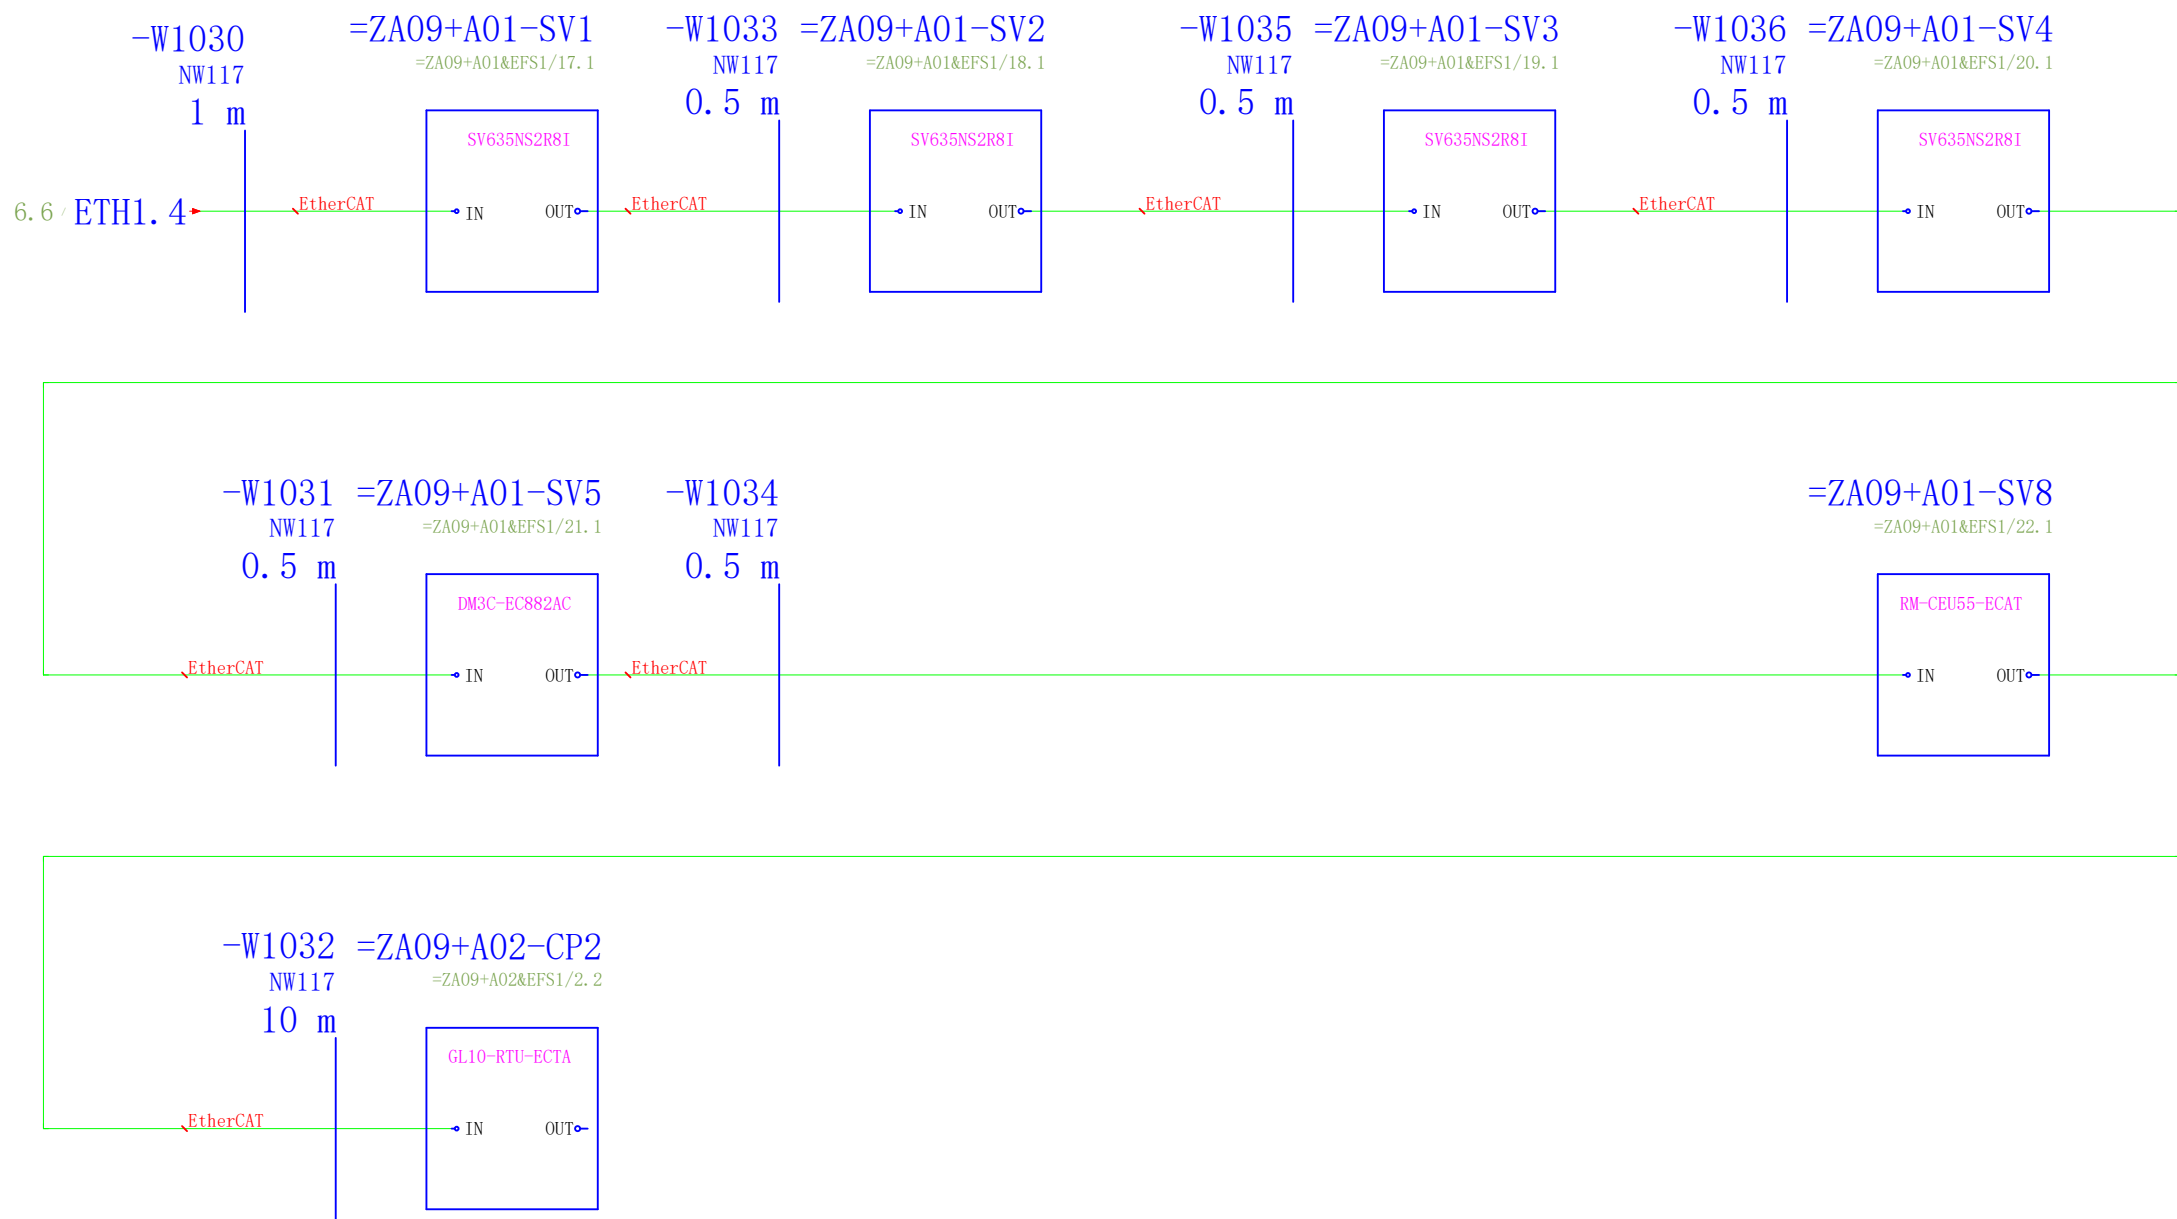 -W1030
NW117
1 m
=ZA09+A01-SV1
=ZA09+A01&EFS1/17.1
-W1033
NW117
0.5 m
=ZA09+A01-SV2
=ZA09+A01&EFS1/18.1
-W1035
NW117
0.5 m
=ZA09+A01-SV3
=ZA09+A01&EFS1/19.1
-W1036
NW117
0.5 m
=ZA09+A01-SV4
=ZA09+A01&EFS1/20.1
6.6 / ETH1.4
EtherCAT
SV635NS2R8I
IN OUT
EtherCAT
SV635NS2R8I
IN OUT
EtherCAT
SV635NS2R8I
IN OUT
EtherCAT
SV635NS2R8I
IN OUT
-W1031
NW117
0.5 m
=ZA09+A01-SV5
=ZA09+A01&EFS1/21.1
-W1034
NW117
0.5 m
=ZA09+A01-SV8
=ZA09+A01&EFS1/22.1
EtherCAT
DM3C-EC882AC
IN OUT
EtherCAT
RM-CEU55-ECAT
IN OUT
-W1032
NW117
10 m
=ZA09+A02-CP2
=ZA09+A02&EFS1/2.2
EtherCAT
GL10-RTU-ECTA
IN OUT